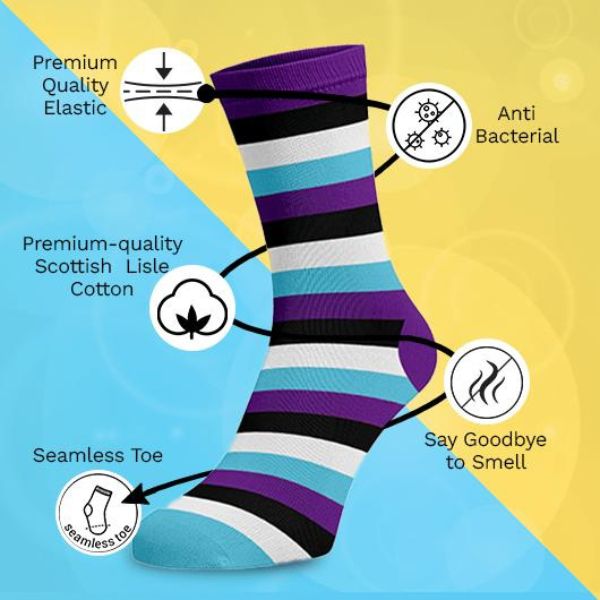 Premium
Quality
Elastic
Anti
Bacterial
Premium-quality
Scottish Lisle
Cotton
Say Goodbye
to Smell
Seamless Toe
seamless toe